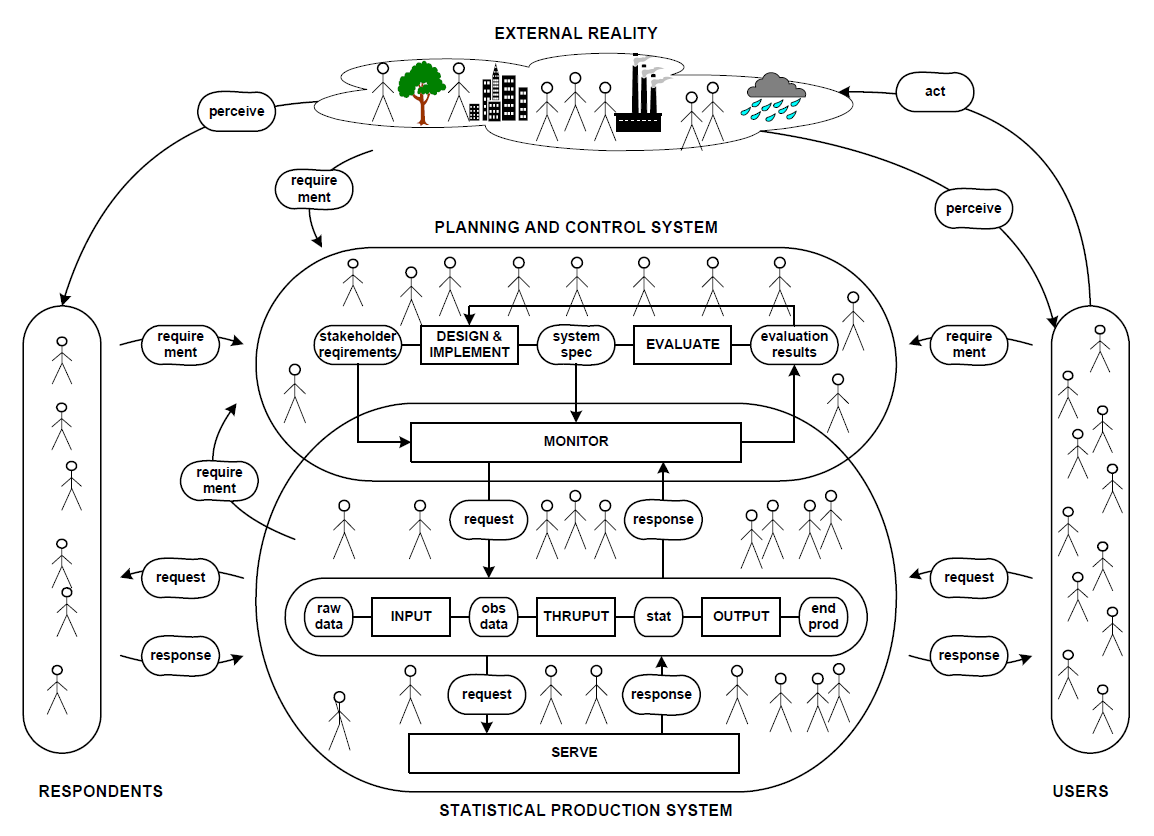 EXTERNAL REALITY
perceive
act
require
ment
perceive
PLANNING AND CONTROL SYSTEM
require
ment
stakeholder
reqirements
DESIGN &
IMPLEMENT
system
spec
EVALUATE
evaluation
results
require
ment
MONITOR
require
ment
request
response
request
request
raw
data
INPUT
obs
data
THRUPUT
stat
OUTPUT
end
prod
response
response
request
response
SERVE
RESPONDENTS
USERS
STATISTICAL PRODUCTION SYSTEM